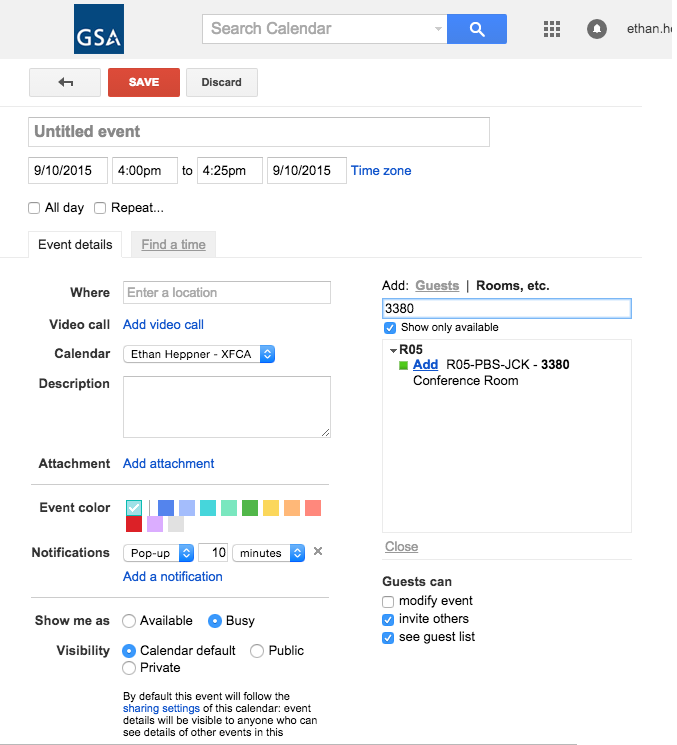 GSA
Search Calendar
ethan.he
SAVE Discard
Untitled event
9/10/2015 4:00pm to 4:25pm 9/10/2015 Time zone
All day Repeat...
Event details Find a time
Where Enter a location
Video call Add video call
Calendar Ethan Heppner - XFCA
Description
Attachment Add attachment
Event color
Notifications Pop-up 10 minutes ×
Add a notification
Show me as Available Busy
Visibility Calendar default Public
Private
By default this event will follow the
sharing settings of this calendar: event
details will be visible to anyone who can
see details of other events in this
Add: Guests | Rooms, etc.
3380
Show only available
R05
Add R05-PBS-JCK - 3380
Conference Room
Close
Guests can
modify event
invite others
see guest list